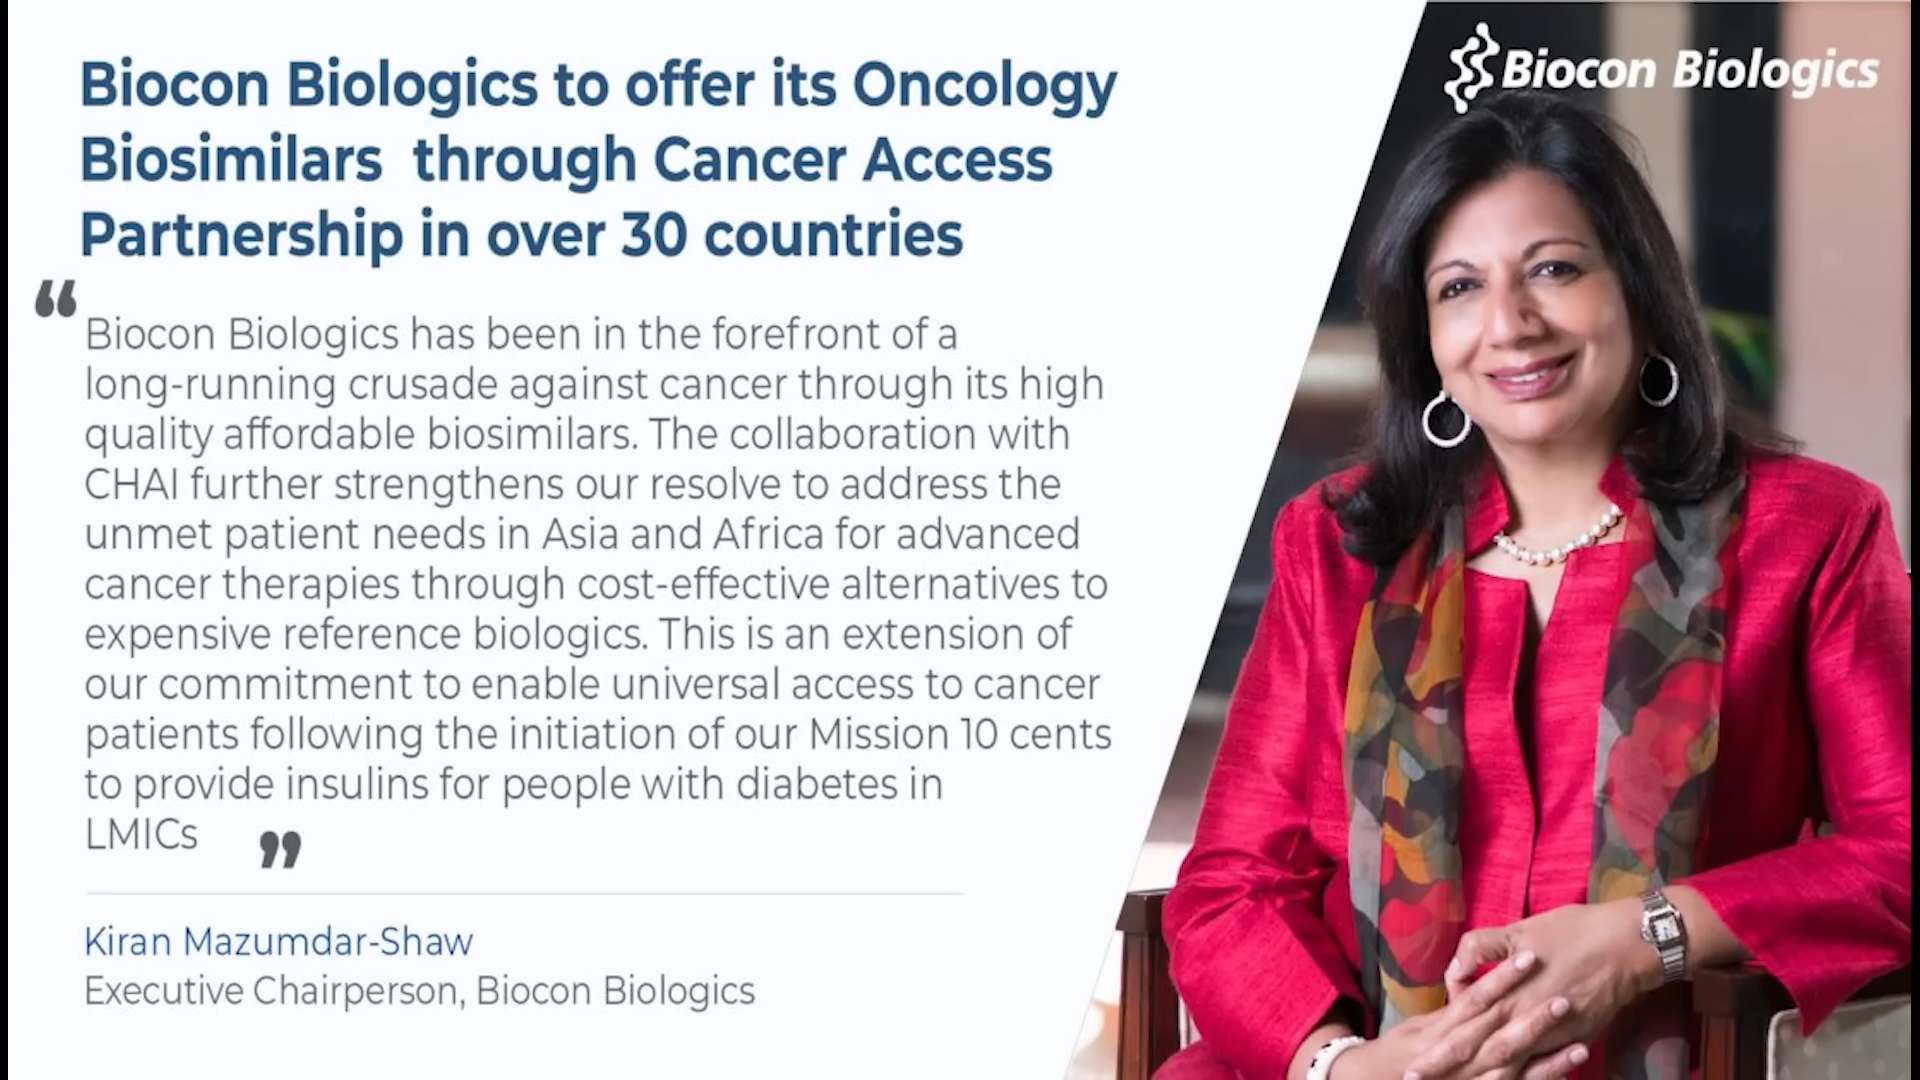 Biocon Biologics to offer its Oncology
Biosimilars through Cancer Access
Partnership in over 30 countries
Biocon Biologics
“
Biocon Biologics has been in the forefront of a
long-running crusade against cancer through its high
quality affordable biosimilars. The collaboration with
CHAI further strengthens our resolve to address the
unmet patient needs in Asia and Africa for advanced
cancer therapies through cost-effective alternatives to
expensive reference biologics. This is an extension of
our commitment to enable universal access to cancer
patients following the initiation of our Mission 10 cents
to provide insulins for people with diabetes in
LMICs ”
Kiran Mazumdar-Shaw
Executive Chairperson, Biocon Biologics